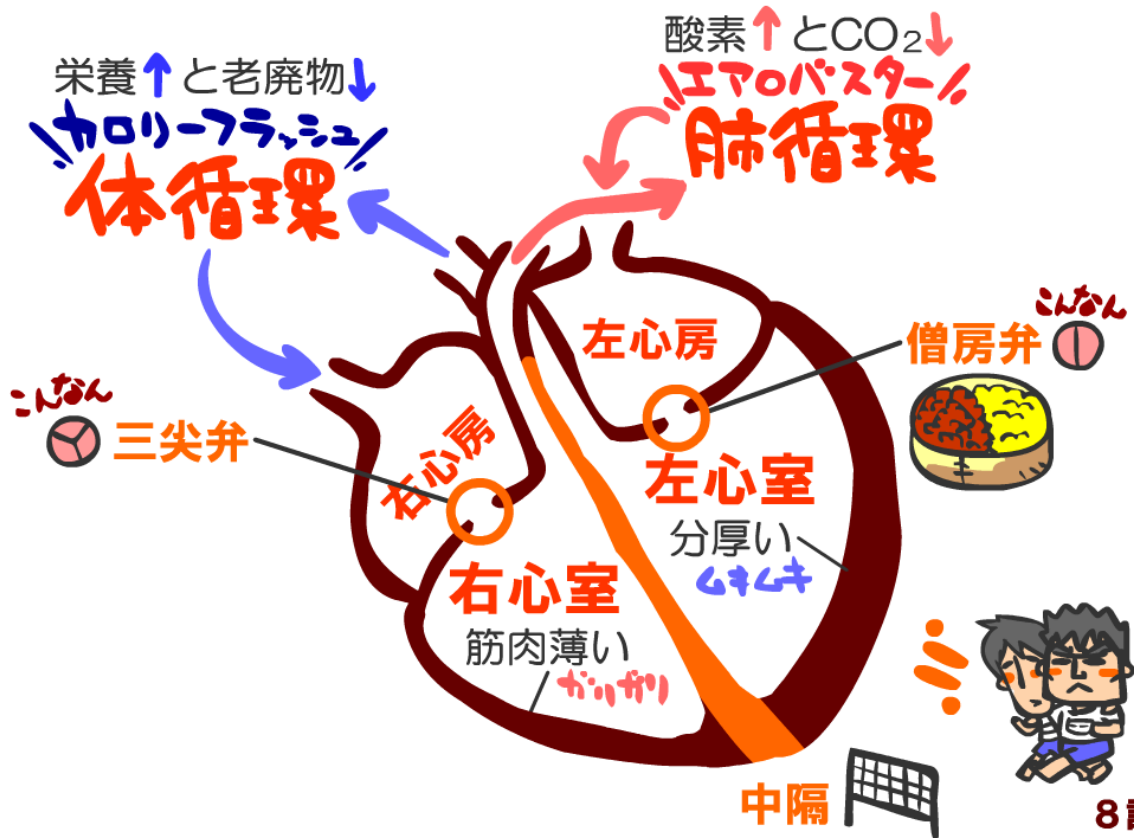 酸素↑とCO₂↓
\エアロバスター/
肺循環
栄養↑と老廃物↓
\カロリーフラッシュ/
体循環
左心房
こんなん
僧房弁
こんなん
三尖弁
右心房
左心室
分厚い
ムキムキ
右心室
筋肉薄い
ガリガリ
中隔
8